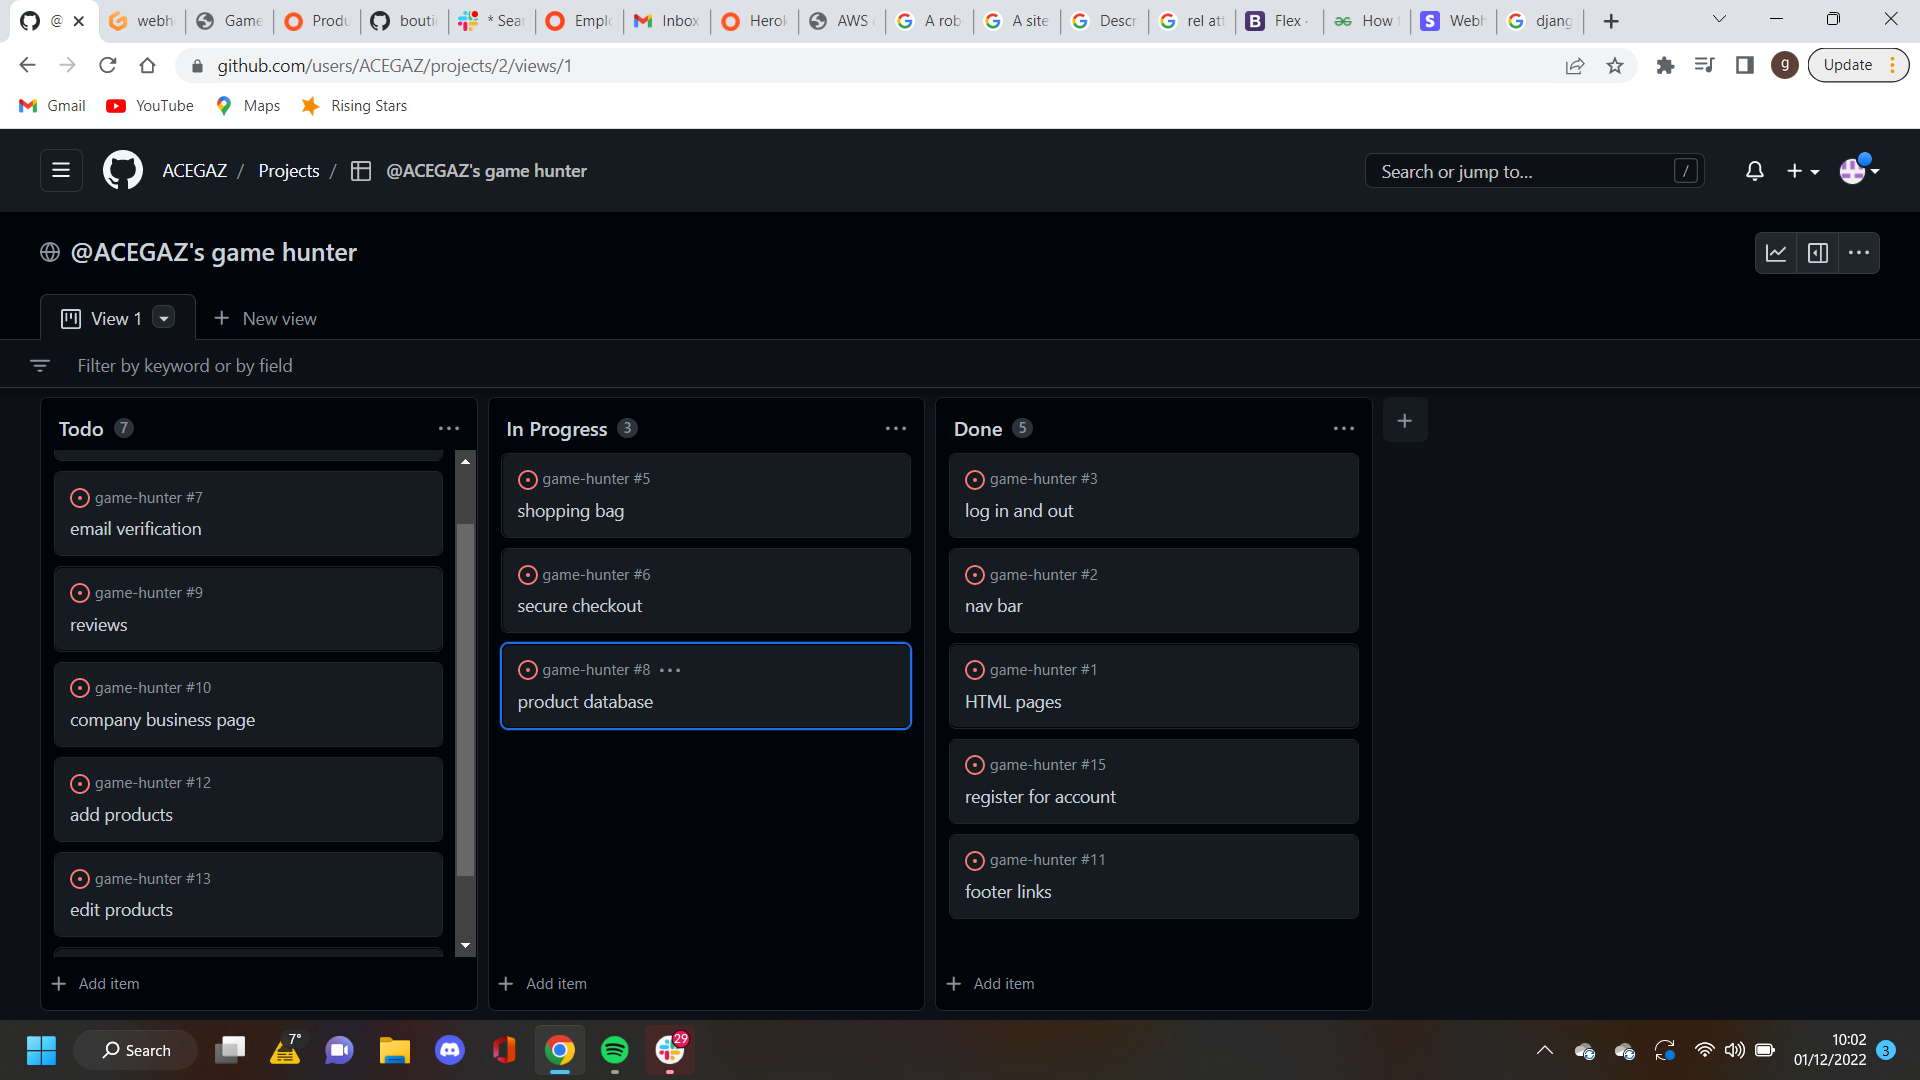 @
webh
Game
Produ
bouti
* Sear
Emplo
Inbox
Herok
AWS
A rob
A site
Descr
rel att
Flex ·
How
Webh
djang
github.com/users/ACEGAZ/projects/2/views/1
g
Update
Gmail
YouTube
Maps
Rising Stars
ACEGAZ / Projects / @ACEGAZ's game hunter
Search or jump to...
/
@ACEGAZ's game hunter
View 1
New view
Filter by keyword or by field
Todo 7
game-hunter #7
email verification
game-hunter #9
reviews
game-hunter #10
company business page
game-hunter #12
add products
game-hunter #13
edit products
Add item
In Progress 3
game-hunter #5
shopping bag
game-hunter #6
secure checkout
game-hunter #8
product database
Add item
Done 5
game-hunter #3
log in and out
game-hunter #2
nav bar
game-hunter #1
HTML pages
game-hunter #15
register for account
game-hunter #11
footer links
Add item
Search
7°
29
10:02
01/12/2022
3